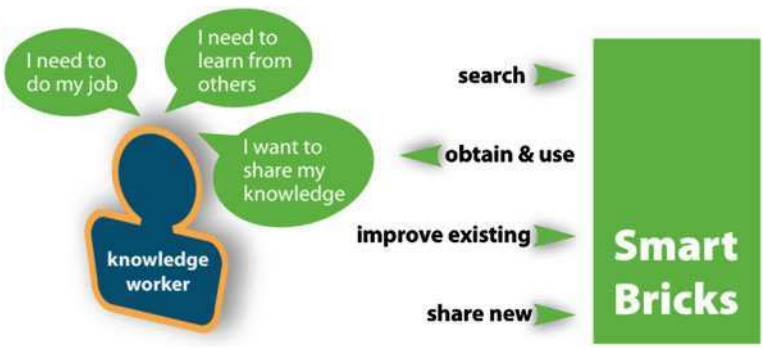 I need to
do my job
I need to
learn from
others
I want to
share my
knowledge
knowledge
worker
search
obtain & use
improve existing
share new
Smart
Bricks